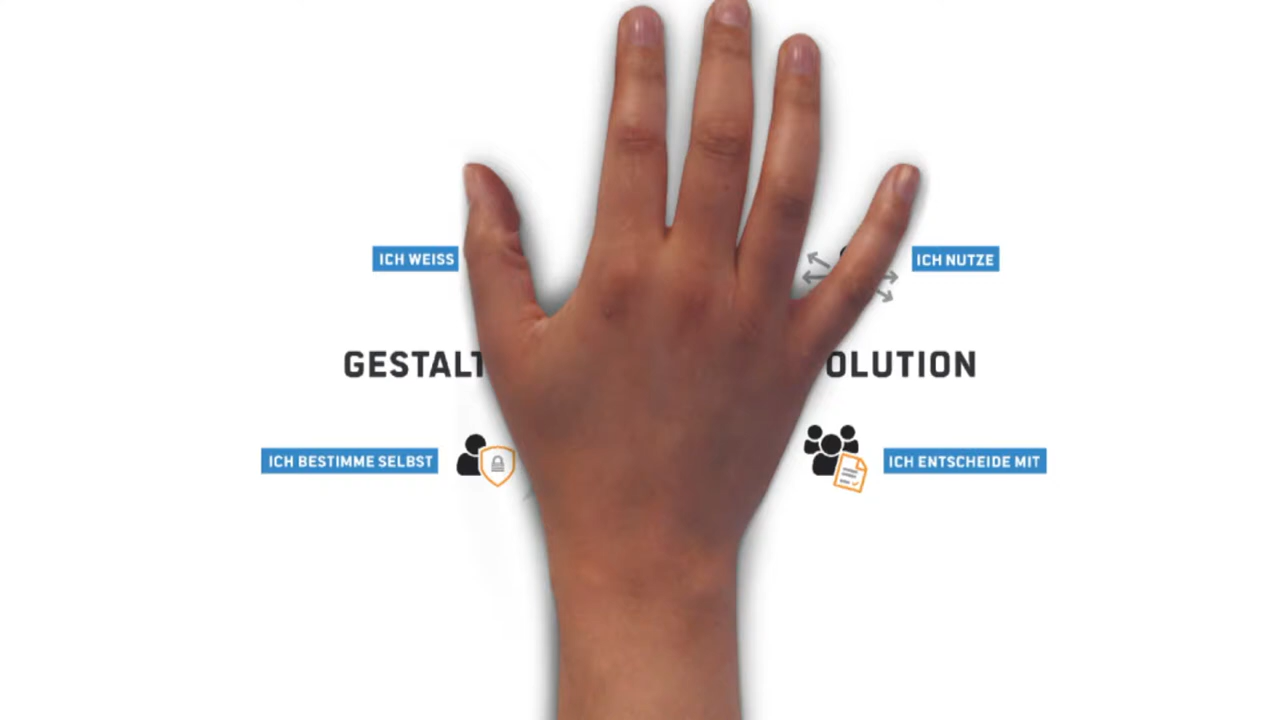 ICH WEISS
ICH NUTZE
GESTALT OLUTION
ICH BESTIMME SELBST
ICH ENTSCHEIDE MIT